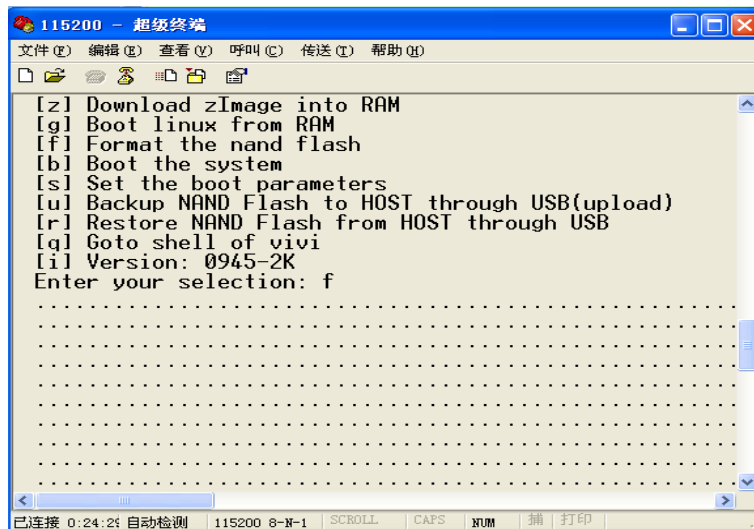 115200 - 超级终端
文件(F) 编辑(E) 查看(V) 呼叫(C) 传送(T) 帮助(H)
[z] Download zImage into RAM
[g] Boot linux from RAM
[f] Format the nand flash
[b] Boot the system
[s] Set the boot parameters
[u] Backup NAND Flash to HOST through USB(upload)
[r] Restore NAND Flash from HOST through USB
[q] Goto shell of vivi
[i] Version: 0945-2K
Enter your selection: f
......................................................
......................................................
......................................................
......................................................
......................................................
......................................................
......................................................
......................................................
......................................................
已连接 0:24:29 自动检测 115200 8-N-1 SCROLL CAPS NUM 捕 打印